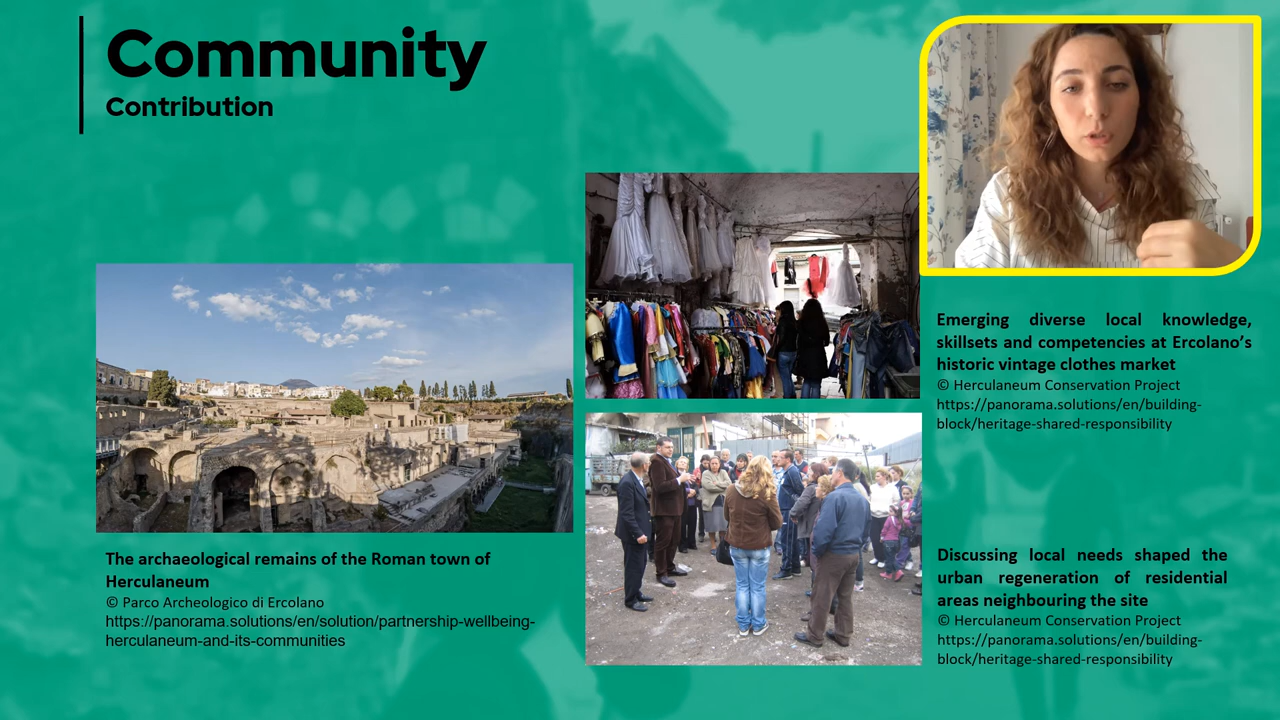 Community
Contribution
Emerging diverse local knowledge,
skillsets and competencies at Ercolano's
historic vintage clothes market
© Herculaneum Conservation Project
https://panorama.solutions/en/building-
block/heritage-shared-responsibility
The archaeological remains of the Roman town of
Herculaneum
© Parco Archeologico di Ercolano
https://panorama.solutions/en/solution/partnership-wellbeing-
herculaneum-and-its-communities
Discussing local needs shaped the
urban regeneration of residential
areas neighbouring the site
© Herculaneum Conservation Project
https://panorama.solutions/en/building-
block/heritage-shared-responsibility